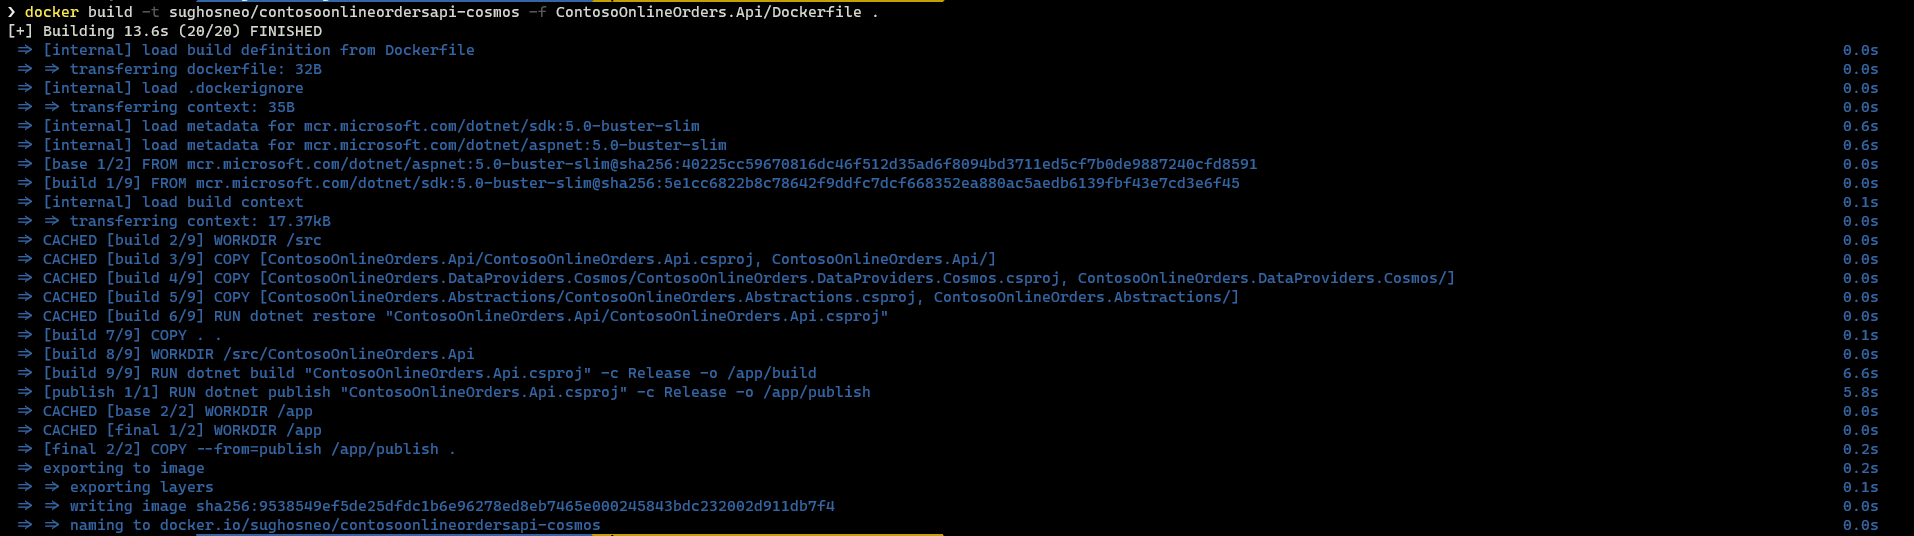 ❯ docker build -t sughosneo/contosoonlineordersapi-cosmos -f ContosoOnlineOrders.Api/Dockerfile .
[+] Building 13.6s (20/20) FINISHED
=> [internal] load build definition from Dockerfile 0.0s
=> => transferring dockerfile: 32B 0.0s
=> [internal] load .dockerignore 0.0s
=> => transferring context: 35B 0.0s
=> [internal] load metadata for mcr.microsoft.com/dotnet/sdk:5.0-buster-slim 0.6s
=> [internal] load metadata for mcr.microsoft.com/dotnet/aspnet:5.0-buster-slim 0.6s
=> [base 1/2] FROM mcr.microsoft.com/dotnet/aspnet:5.0-buster-slim@sha256:40225cc59670816dc46f512d35ad6f8094bd3711ed5cf7b0de9887240cfd8591 0.0s
=> [build 1/9] FROM mcr.microsoft.com/dotnet/sdk:5.0-buster-slim@sha256:5e1cc6822b8c78642f9ddfc7dcf668352ea880ac5aedb6139fbf43e7cd3e6f45 0.0s
=> [internal] load build context 0.1s
=> => transferring context: 17.37kB 0.0s
=> CACHED [build 2/9] WORKDIR /src 0.0s
=> CACHED [build 3/9] COPY [ContosoOnlineOrders.Api/ContosoOnlineOrders.Api.csproj, ContosoOnlineOrders.Api/] 0.0s
=> CACHED [build 4/9] COPY [ContosoOnlineOrders.DataProviders.Cosmos/ContosoOnlineOrders.DataProviders.Cosmos.csproj, ContosoOnlineOrders.DataProviders.Cosmos/] 0.0s
=> CACHED [build 5/9] COPY [ContosoOnlineOrders.Abstractions/ContosoOnlineOrders.Abstractions.csproj, ContosoOnlineOrders.Abstractions/] 0.0s
=> CACHED [build 6/9] RUN dotnet restore "ContosoOnlineOrders.Api/ContosoOnlineOrders.Api.csproj" 0.0s
=> [build 7/9] COPY . . 0.1s
=> [build 8/9] WORKDIR /src/ContosoOnlineOrders.Api 0.0s
=> [build 9/9] RUN dotnet build "ContosoOnlineOrders.Api.csproj" -c Release -o /app/build 6.6s
=> [publish 1/1] RUN dotnet publish "ContosoOnlineOrders.Api.csproj" -c Release -o /app/publish 5.8s
=> CACHED [base 2/2] WORKDIR /app 0.0s
=> CACHED [final 1/2] WORKDIR /app 0.0s
=> [final 2/2] COPY --from=publish /app/publish . 0.2s
=> exporting to image 0.2s
=> => exporting layers 0.1s
=> => writing image sha256:9538549ef5de25dfdc1b6e96278ed8eb7465e000245843bdc232002d911db7f4 0.0s
=> => naming to docker.io/sughosneo/contosoonlineordersapi-cosmos 0.0s